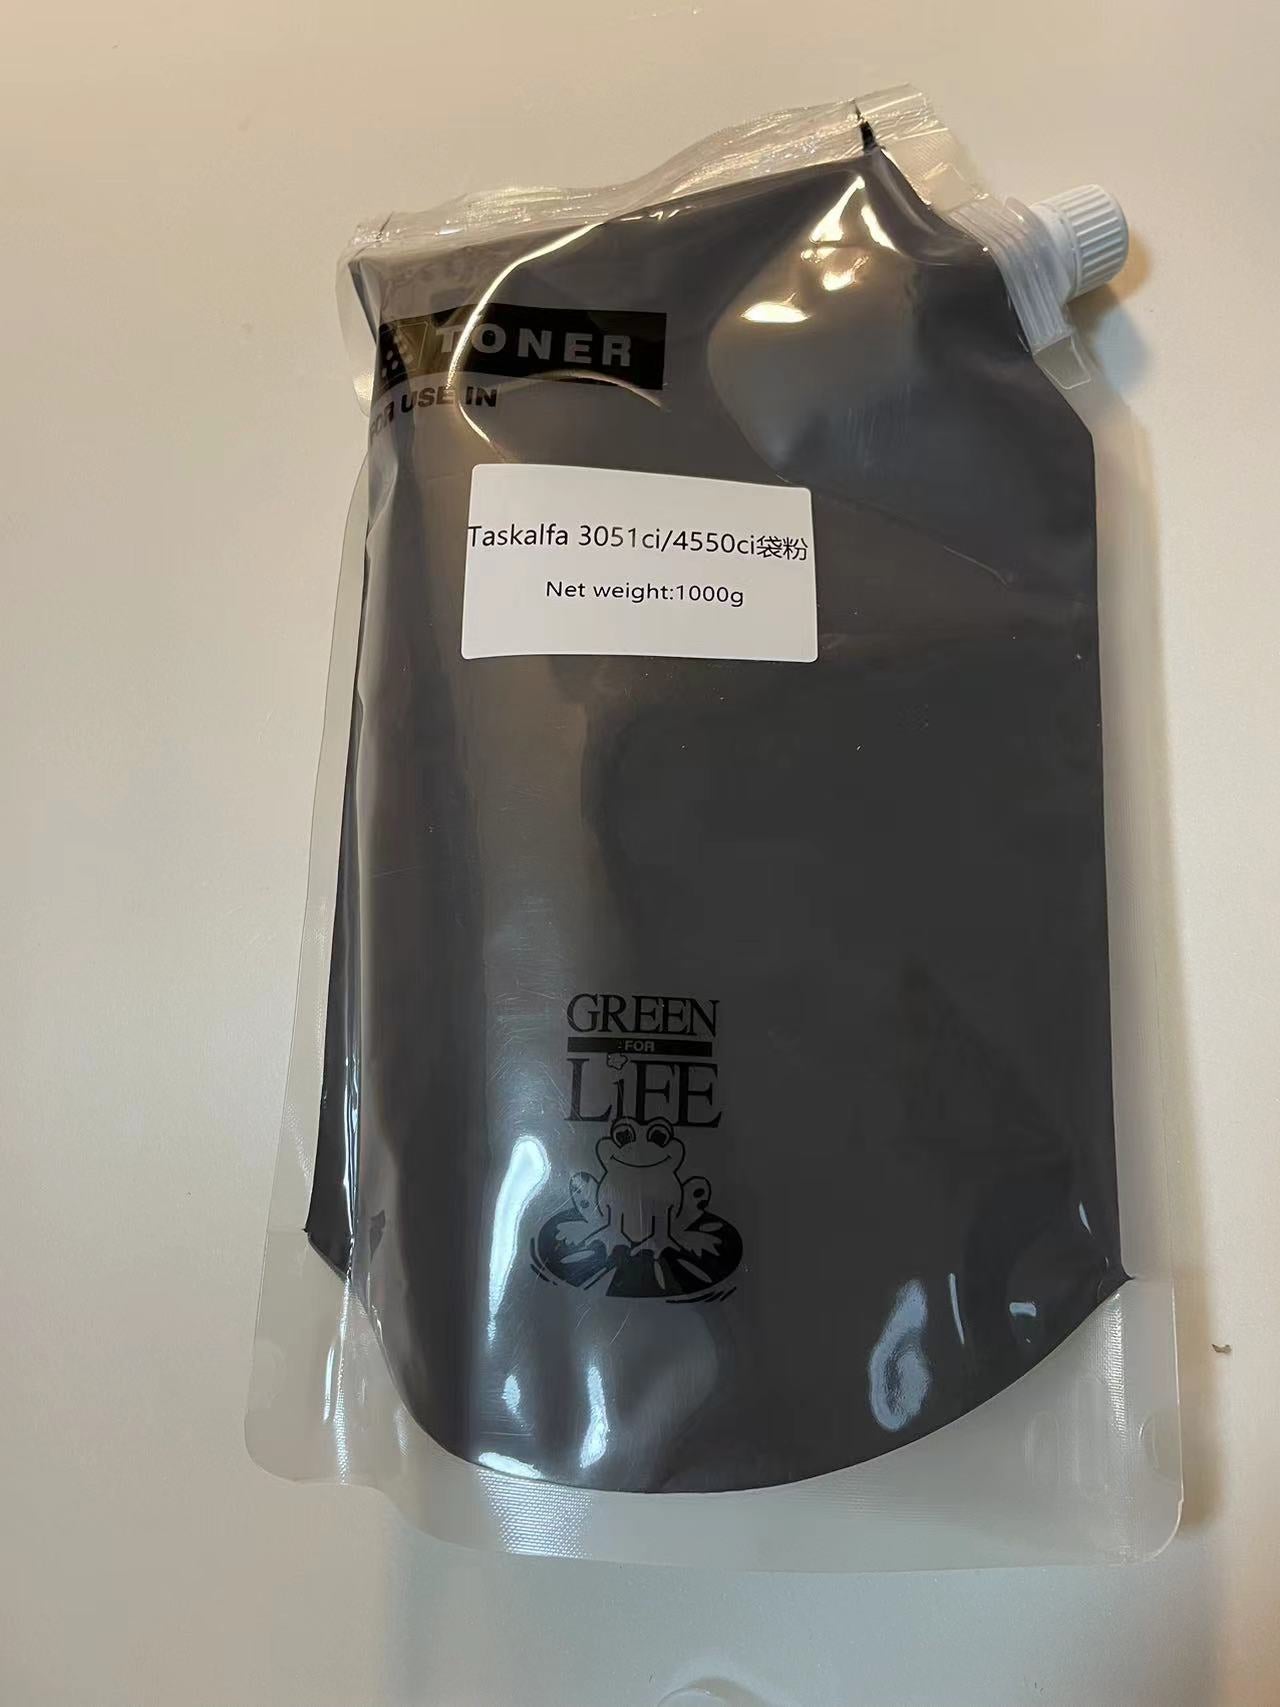 TONER
FOR USE IN
Taskalfa 3051ci/4550ci袋粉
Net weight:1000g
GREEN
FOR
LiFE